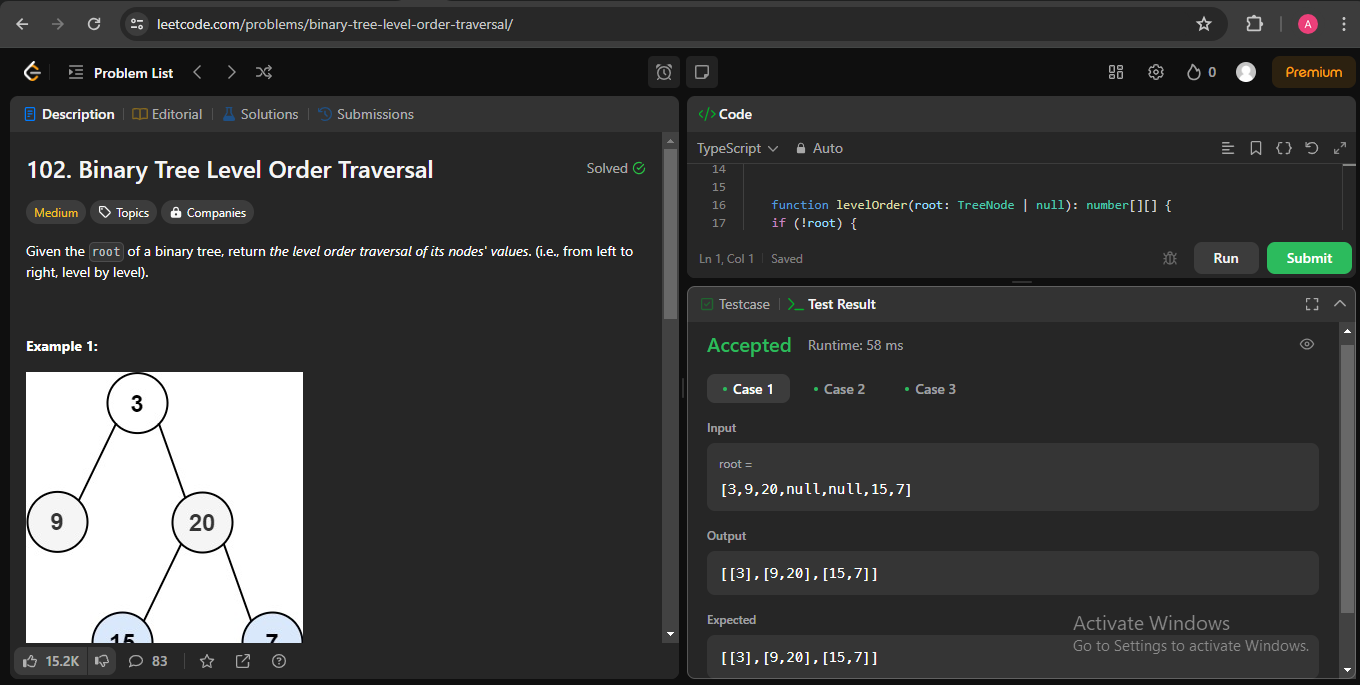 leetcode.com/problems/binary-tree-level-order-traversal/
A
Problem List
0
Premium
Description
Editorial
Solutions
Submissions
102. Binary Tree Level Order Traversal
Solved
Medium
Topics
Companies
Given the root of a binary tree, return the level order traversal of its nodes' values. (i.e., from left to
right, level by level).
Example 1:
3
9
20
15
7
15.2K
83
</> Code
TypeScript
Auto
14
15
16 function levelOrder(root: TreeNode | null): number[][] {
17 if (!root) {
Ln 1, Col 1
Saved
Run
Submit
Testcase
>_ Test Result
Accepted
Runtime: 58 ms
• Case 1
• Case 2
• Case 3
Input
root =
[3,9,20,null,null,15,7]
Output
[[3],[9,20],[15,7]]
Expected
[[3],[9,20],[15,7]]
Activate Windows
Go to Settings to activate Windows.